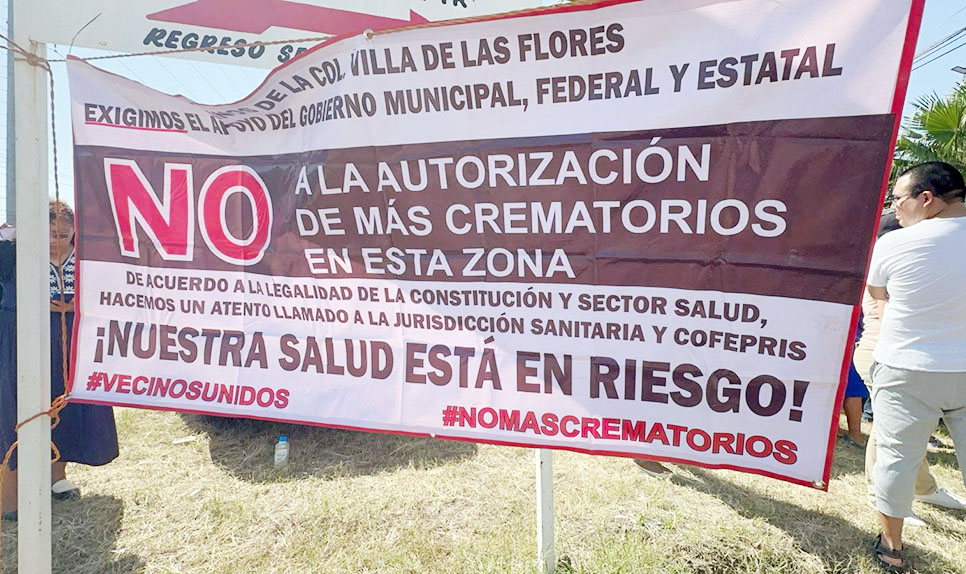 REGRESO
DE LA COL. VILLA DE LAS FLORES
EXIGIMOS EL APOYO DEL GOBIERNO MUNICIPAL, FEDERAL Y ESTATAL
NO A LA AUTORIZACIÓN
DE MÁS CREMATORIOS
EN ESTA ZONA
DE ACUERDO A LA LEGALIDAD DE LA CONSTITUCIÓN Y SECTOR SALUD,
HACEMOS UN ATENTO LLAMADO A LA JURISDICCIÓN SANITARIA Y COFEPRIS
¡NUESTRA SALUD ESTÁ EN RIESGO!
#VECINOSUNIDOS
#NOMASCREMATORIOS